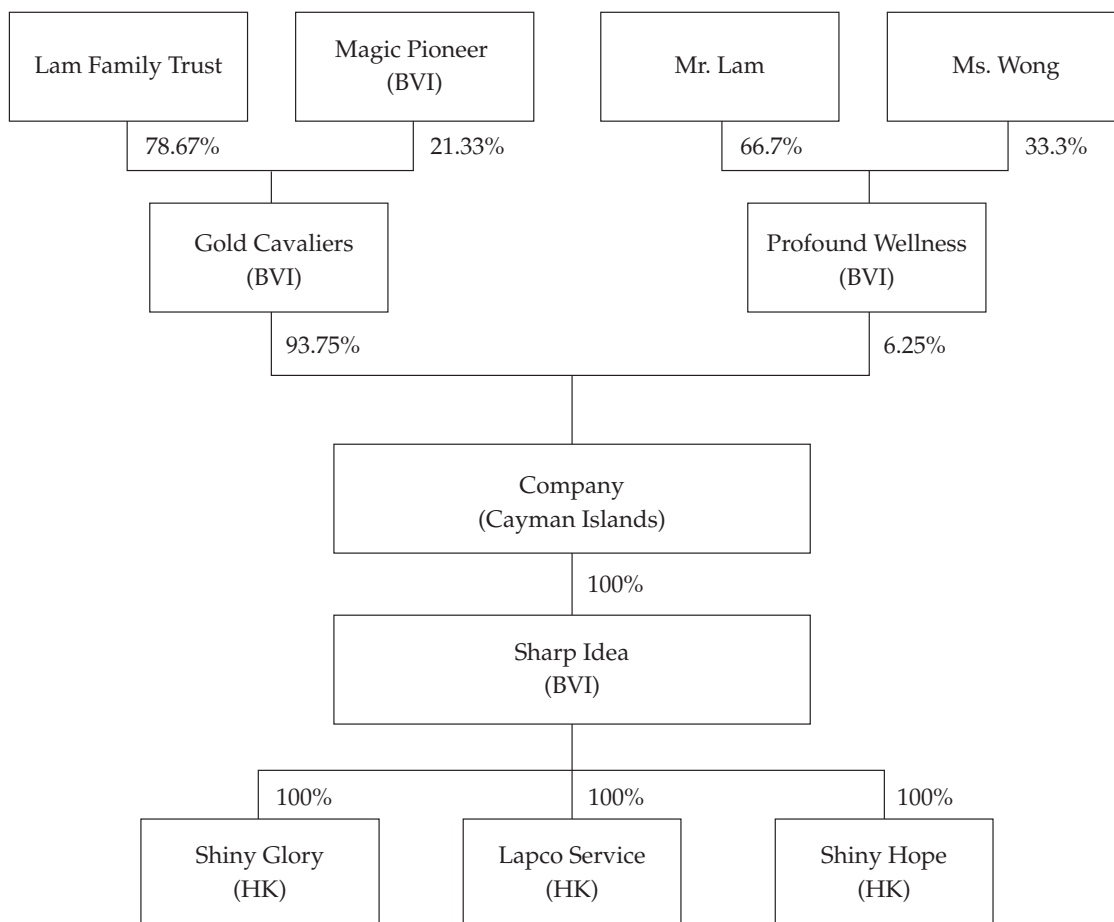 Lam Family Trust
Magic Pioneer
(BVI)
Mr. Lam
Ms. Wong
78.67%
21.33%
66.7%
33.3%
Gold Cavaliers
(BVI)
Profound Wellness
(BVI)
93.75%
6.25%
Company
(Cayman Islands)
100%
Sharp Idea
(BVI)
100%
100%
100%
Shiny Glory
(HK)
Lapco Service
(HK)
Shiny Hope
(HK)